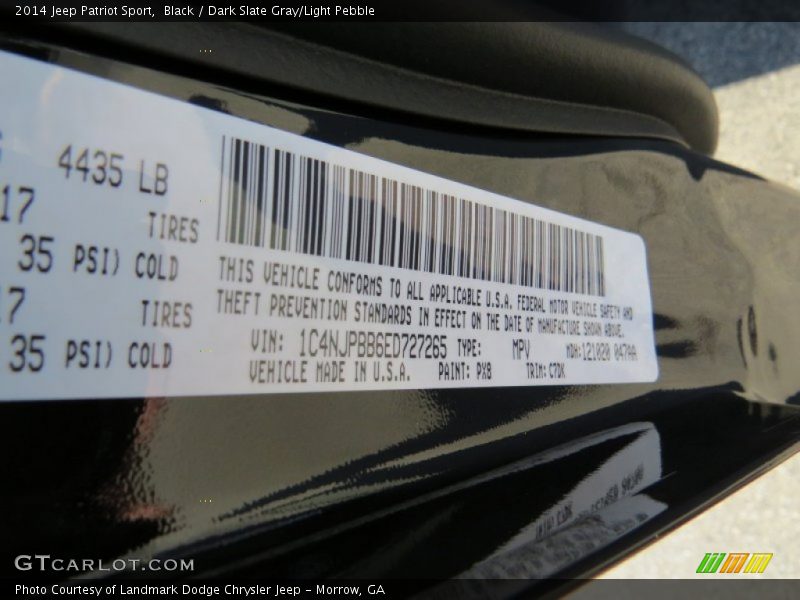 2014 Jeep Patriot Sport,  Black / Dark Slate Gray/Light Pebble
4435 LB
17 TIRES
35 PSI) COLD
TIRES
35 PSI) COLD
THIS VEHICLE CONFORMS TO ALL APPLICABLE U.S.A. FEDERAL MOTOR VEHICLE SAFETY AND
THEFT PREVENTION STANDARDS IN EFFECT ON THE DATE OF MANUFACTURE SHOWN ABOVE.
VIN: 1C4NJPBB6ED727265 TYPE: MPV MDH:121820 047AA
VEHICLE MADE IN U.S.A. PAINT: PX8 TRIM: C7DK
GTCARLOT.COM
Photo Courtesy of Landmark Dodge Chrysler Jeep – Morrow, GA